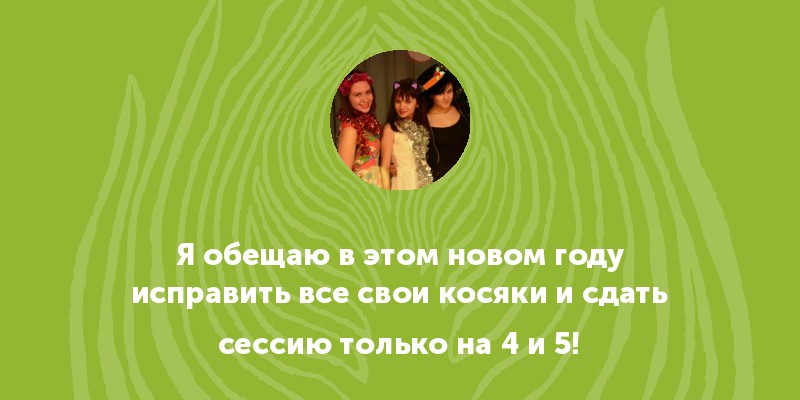 Я обещаю в этом новом году
исправить все свои косяки и сдать
сессию только на 4 и 5!